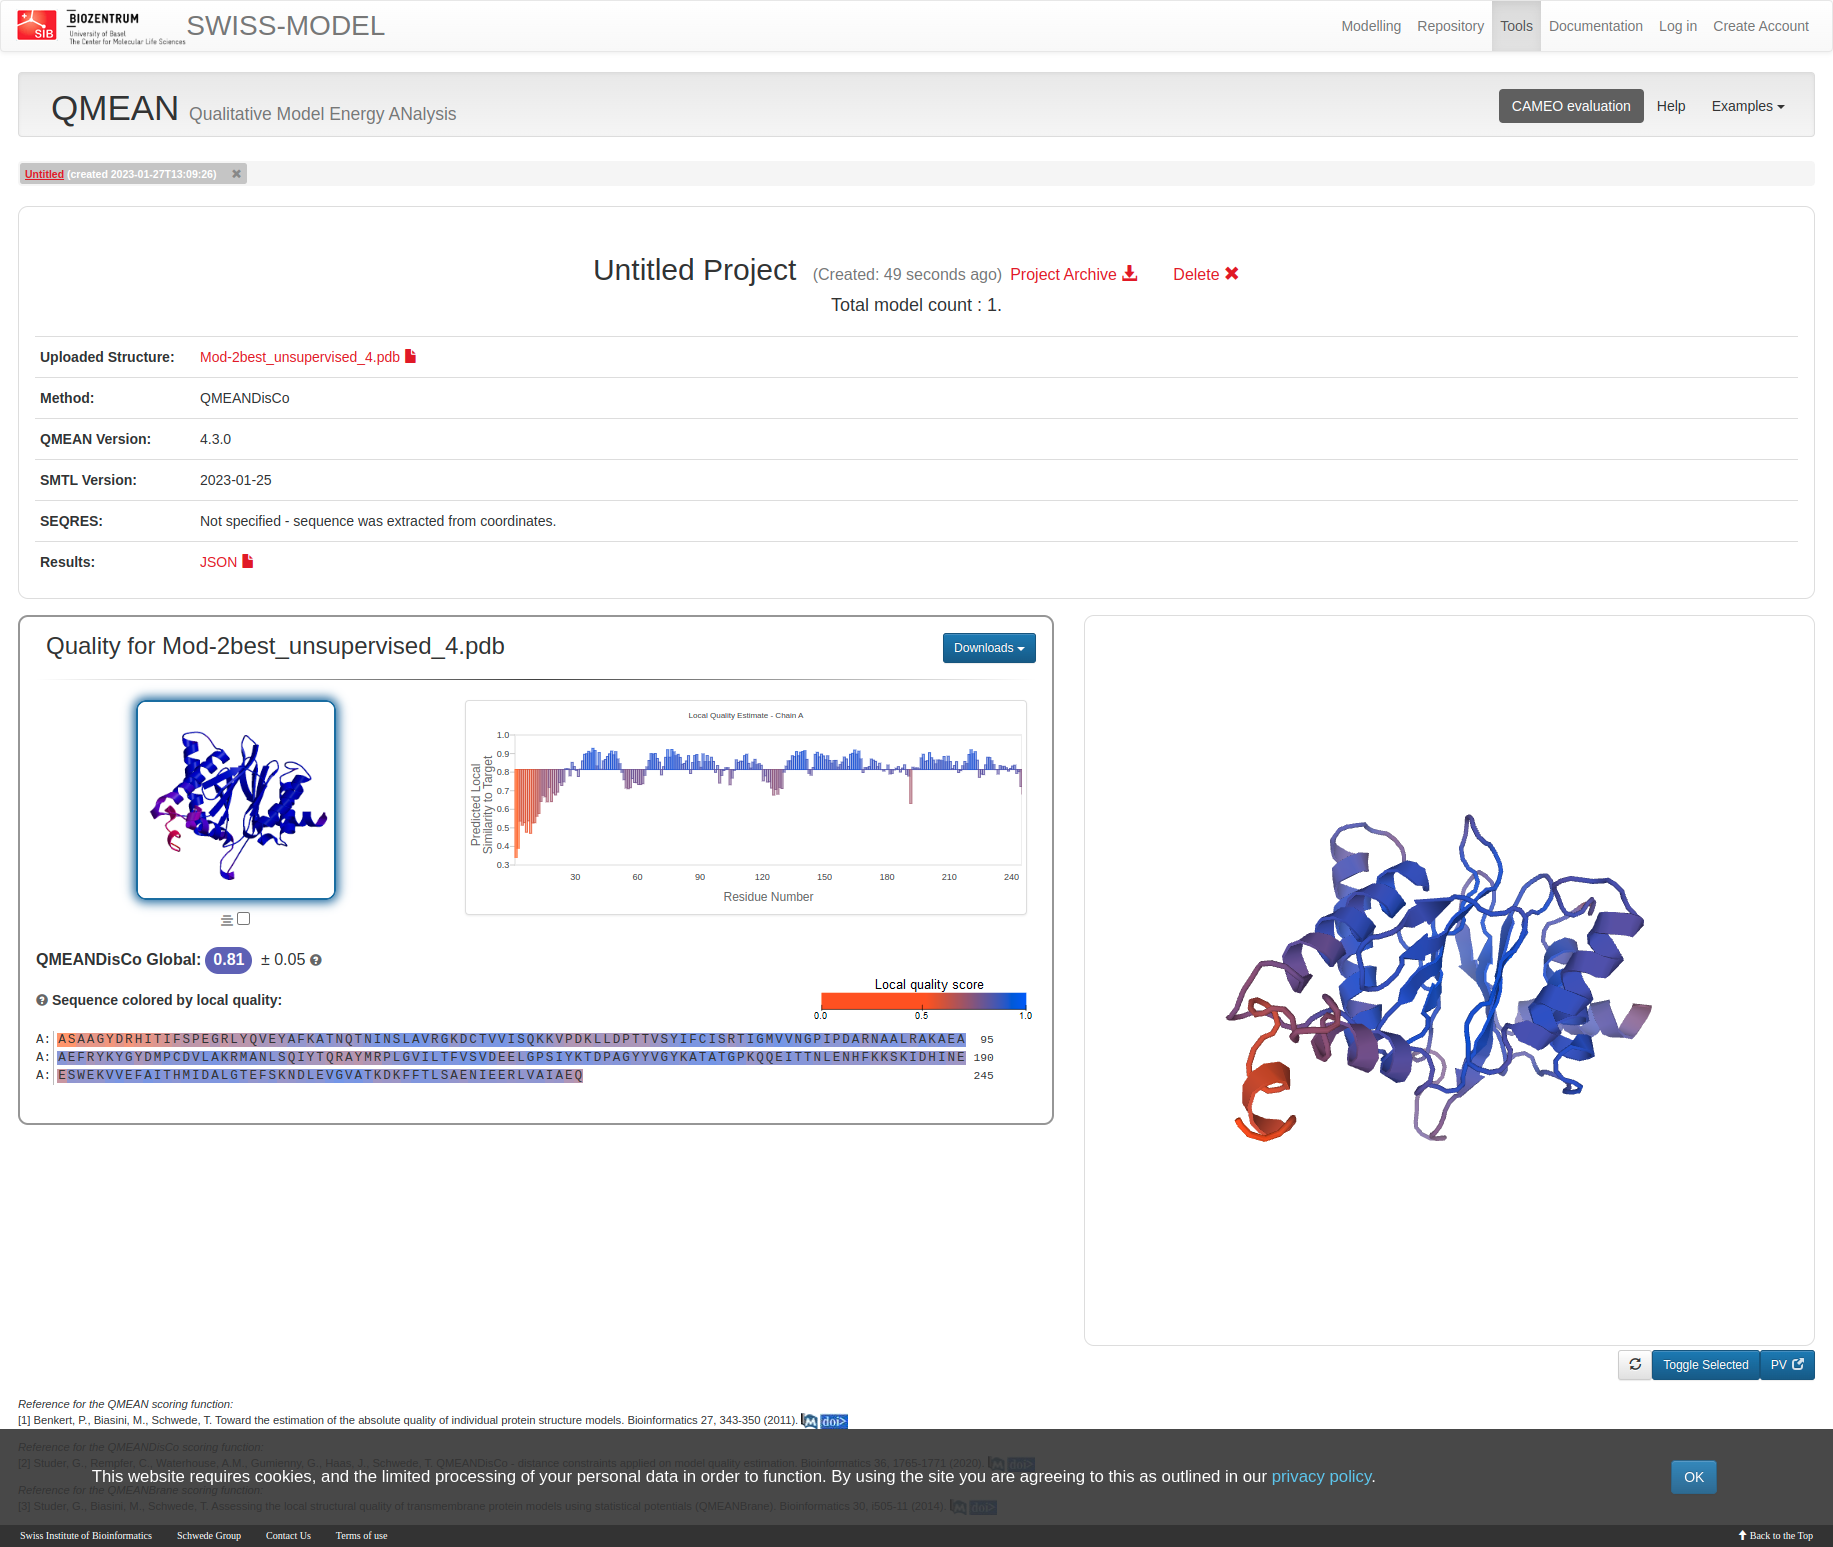 SIB
BIOZENTRUM
University of Basel
The Center for Molecular Life Sciences
SWISS-MODEL
Modelling Repository Tools Documentation Log in Create Account
QMEAN Qualitative Model Energy ANalysis
CAMEO evaluation Help Examples
Untitled (created 2023-01-27T13:09:26)
Untitled Project (Created: 49 seconds ago) Project Archive Delete
Total model count : 1.
Uploaded Structure: Mod-2best_unsupervised_4.pdb
Method: QMEANDisCo
QMEAN Version: 4.3.0
SMTL Version: 2023-01-25
SEQRES: Not specified - sequence was extracted from coordinates.
Results: JSON
Quality for Mod-2best_unsupervised_4.pdb
Downloads
Local Quality Estimate - Chain A
Predicted Local
Similarity to Target
1.0
0.9
0.8
0.7
0.6
0.5
0.4
0.3
30 60 90 120 150 180 210 240
Residue Number
QMEANDisCo Global: 0.81 ± 0.05
Sequence colored by local quality:
Local quality score
0.0 0.5 1.0
A: ASAAGYDRHITIFSPEGRLYQVEYAFKATNQTNINSLAVRGKDCTVVISQKKVPDKLLDPTTVSYIFCISRTIGMVVNGPIPDARNAALRAKAEA 95
A: AEFRYKYGYDMPCDVLAKRMANLSQIYTQRAYMRPLGVILTFVSVDEELGPSIYKTDPAGYYVGYKATATGPKQQEITTNLENHFKKSKIDHINE 190
A: ESWEKVVEFAITHMIDALGTEFSKNDLEVGVATKDKFFTLSAENIEERLVAIAEQ 245
Toggle Selected PV
Reference for the QMEAN scoring function:
[1] Benkert, P., Biasini, M., Schwede, T. Toward the estimation of the absolute quality of individual protein structure models. Bioinformatics 27, 343-350 (2011). M doi>
Reference for the QMEANDisCo scoring function:
[2] Studer, G., Rempfer, C., Waterhouse, A.M., Gumienny, G., Haas, J., Schwede, T. QMEANDisCo - distance constraints applied on model quality estimation. Bioinformatics 36, 1765-1771 (2020). M doi>
This website requires cookies, and the limited processing of your personal data in order to function. By using the site you are agreeing to this as outlined in our privacy policy.
OK
Reference for the QMEANBrane scoring function:
[3] Studer, G., Biasini, M., Schwede, T. Assessing the local structural quality of transmembrane protein models using statistical potentials (QMEANBrane). Bioinformatics 30, i505-11 (2014). M doi>
Swiss Institute of Bioinformatics Schwede Group Contact Us Terms of use
Back to the Top